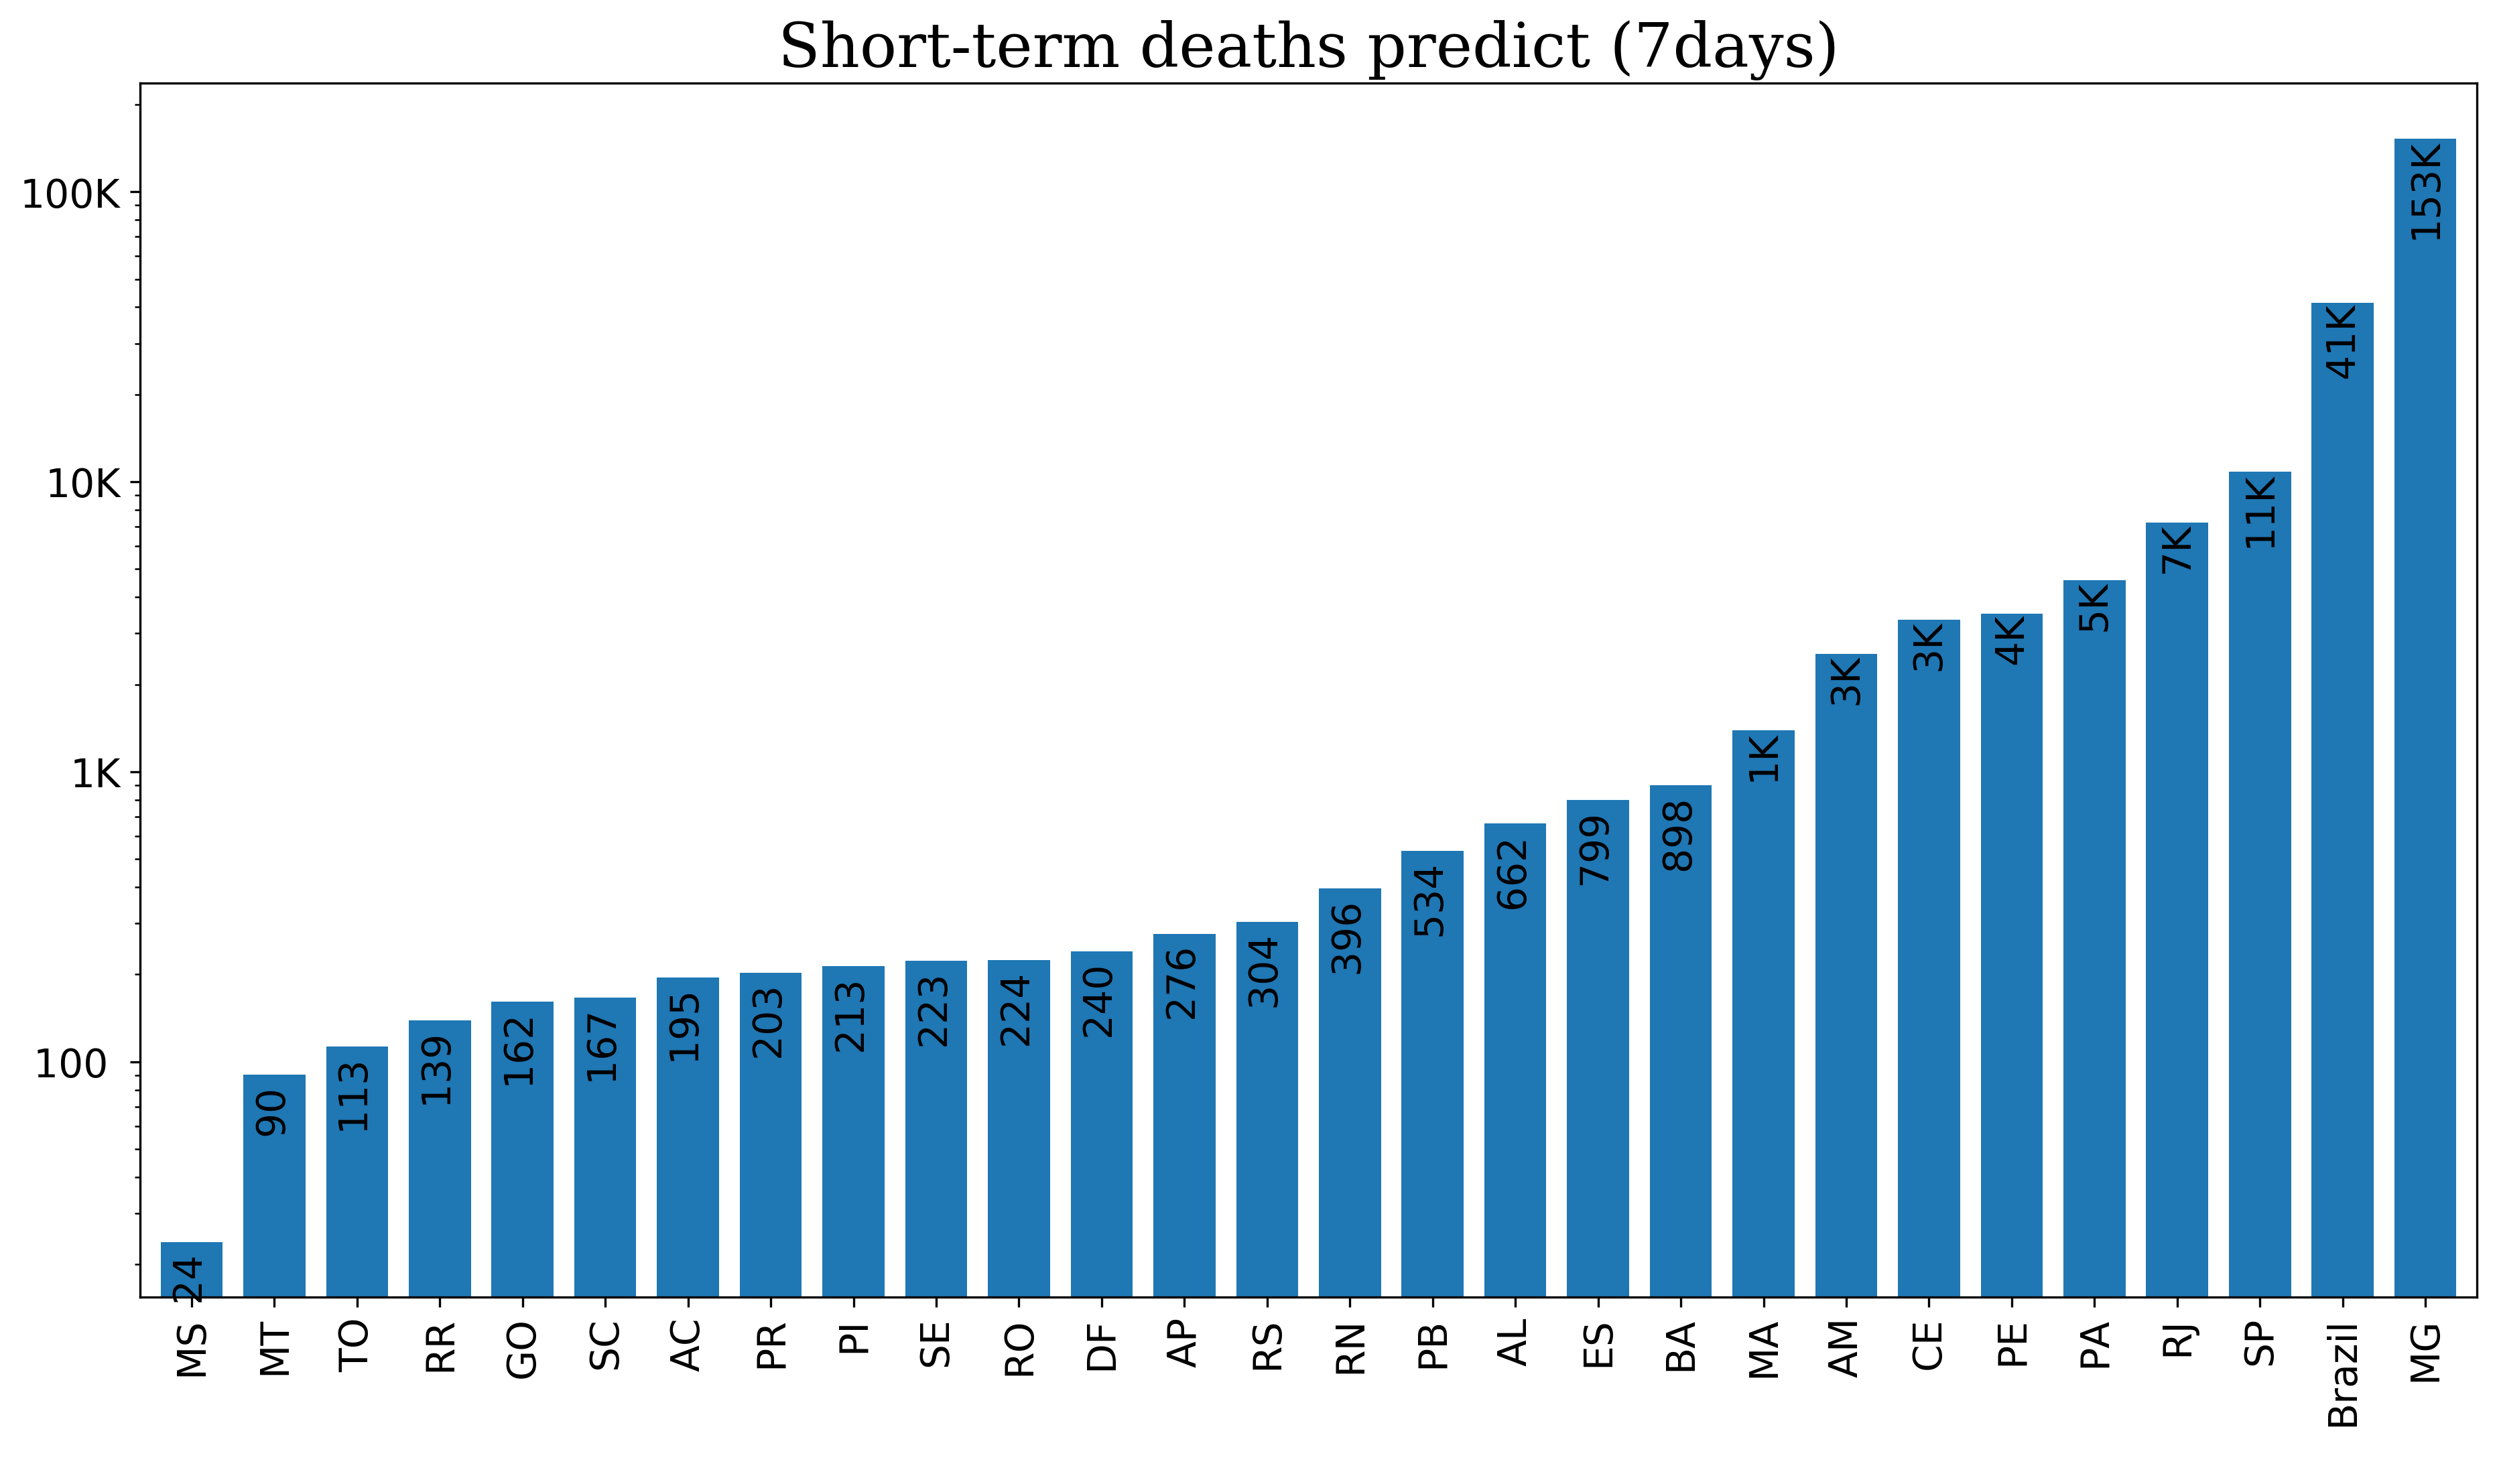 Short-term deaths predict (7days)
100K
10K
1K
100
24
90
113
139
162
167
195
203
213
223
224
240
276
304
396
534
662
799
898
1K
3K
3K
4K
5K
7K
11K
41K
153K
MS
MT
TO
RR
GO
SC
AC
PR
PI
SE
RO
DF
AP
RS
RN
PB
AL
ES
BA
MA
AM
CE
PE
PA
RJ
SP
Brazil
MG